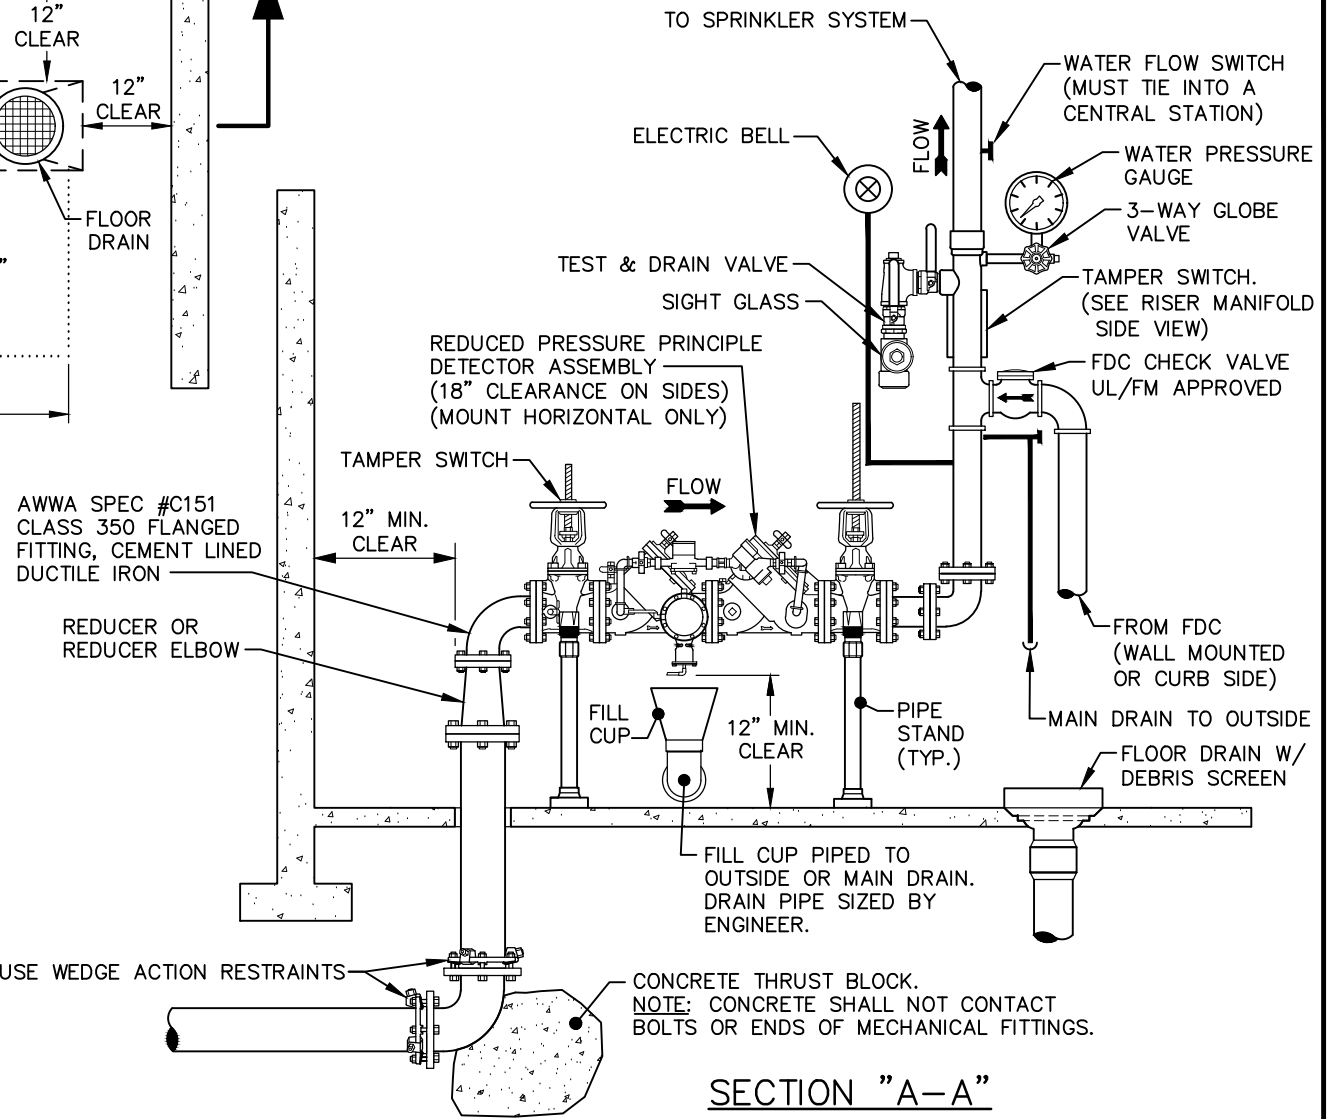 12”
CLEAR
12”
CLEAR
FLOOR
DRAIN
”
TO SPRINKLER SYSTEM
WATER FLOW SWITCH
(MUST TIE INTO A
CENTRAL STATION)
ELECTRIC BELL
FLOW
WATER PRESSURE
GAUGE
3-WAY GLOBE
VALVE
TEST & DRAIN VALVE
SIGHT GLASS
TAMPER SWITCH.
(SEE RISER MANIFOLD
SIDE VIEW)
REDUCED PRESSURE PRINCIPLE
DETECTOR ASSEMBLY
(18” CLEARANCE ON SIDES)
(MOUNT HORIZONTAL ONLY)
FDC CHECK VALVE
UL/FM APPROVED
TAMPER SWITCH
FLOW
AWWA SPEC #C151
CLASS 350 FLANGED
FITTING, CEMENT LINED
DUCTILE IRON
12” MIN.
CLEAR
REDUCER OR
REDUCER ELBOW
FROM FDC
(WALL MOUNTED
OR CURB SIDE)
FILL
CUP
12” MIN.
CLEAR
PIPE
STAND
(TYP.)
MAIN DRAIN TO OUTSIDE
FLOOR DRAIN W/
DEBRIS SCREEN
FILL CUP PIPED TO
OUTSIDE OR MAIN DRAIN.
DRAIN PIPE SIZED BY
ENGINEER.
USE WEDGE ACTION RESTRAINTS
CONCRETE THRUST BLOCK.
NOTE: CONCRETE SHALL NOT CONTACT
BOLTS OR ENDS OF MECHANICAL FITTINGS.
SECTION ”A-A”